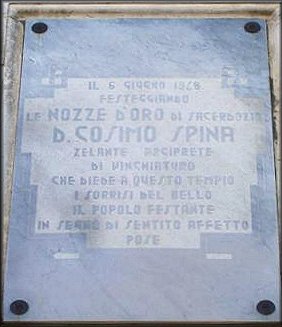 IL 6 GIUGNO 1928
FESTEGGIANDO
LE NOZZE D'ORO DI SACERDOZIO
D. COSIMO SPINA
ZELANTE ARCIPRETE
DI VINCHIATURO
CHE DIEDE A QUESTO TEMPIO
I SORRISI DEL BELLO
IL POPOLO FESTANTE
IN SEGNO DI SENTITO AFFETTO
POSE